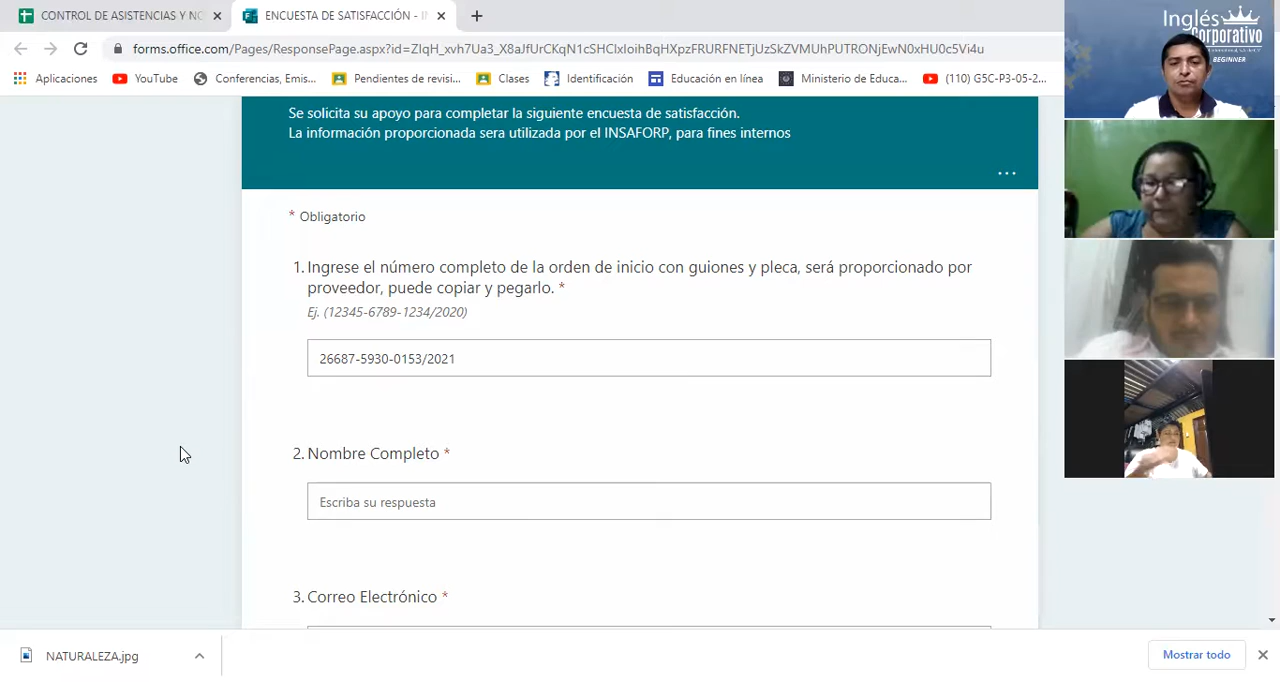 CONTROL DE ASISTENCIAS Y NO
ENCUESTA DE SATISFACCIÓN - I
forms.office.com/Pages/ResponsePage.aspx?id=ZIqH_xvh7Ua3_X8aJfUrCKqN1cSHCIxIoihBqHXpzFRURFNETjUzSkZVMUhPUTRONjEwN0xHU0c5Vi4u
Aplicaciones
YouTube
Conferencias, Emis...
Pendientes de revisi...
Clases
Identificación
Educación en línea
Ministerio de Educa...
(110) G5C-P3-05-2...
Inglés
Corporativo
BEGINNER
Se solicita su apoyo para completar la siguiente encuesta de satisfacción.
La información proporcionada sera utilizada por el INSAFORP, para fines internos
...
* Obligatorio
1. Ingrese el número completo de la orden de inicio con guiones y pleca, será proporcionado por
proveedor, puede copiar y pegarlo. *
Ej. (12345-6789-1234/2020)
26687-5930-0153/2021
2. Nombre Completo *
Escriba su respuesta
3. Correo Electrónico *
NATURALEZA.jpg
Mostrar todo